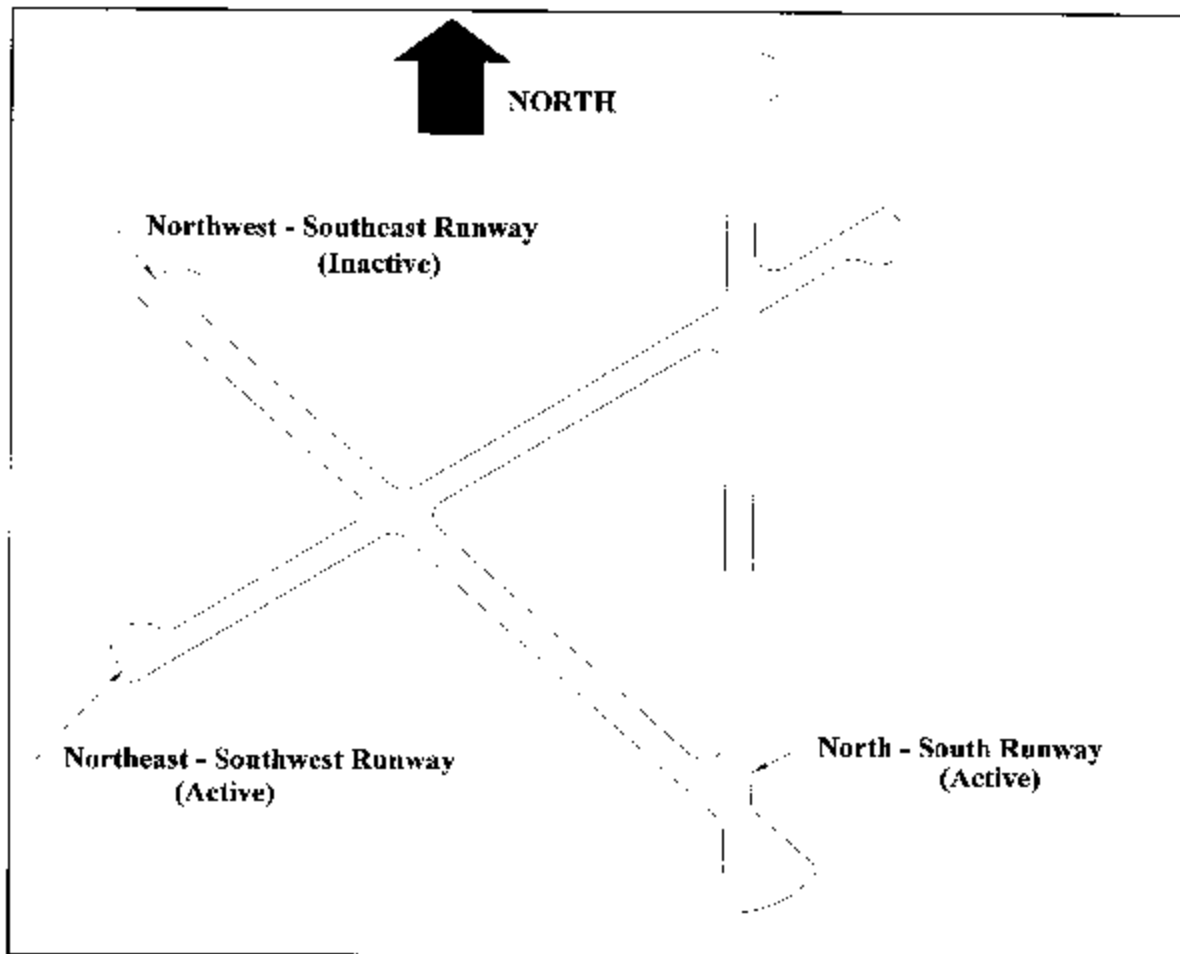 NORTH
Northwest - Southeast Runway
(Inactive)
Northeast - Southwest Runway
(Active)
North - South Runway
(Active)